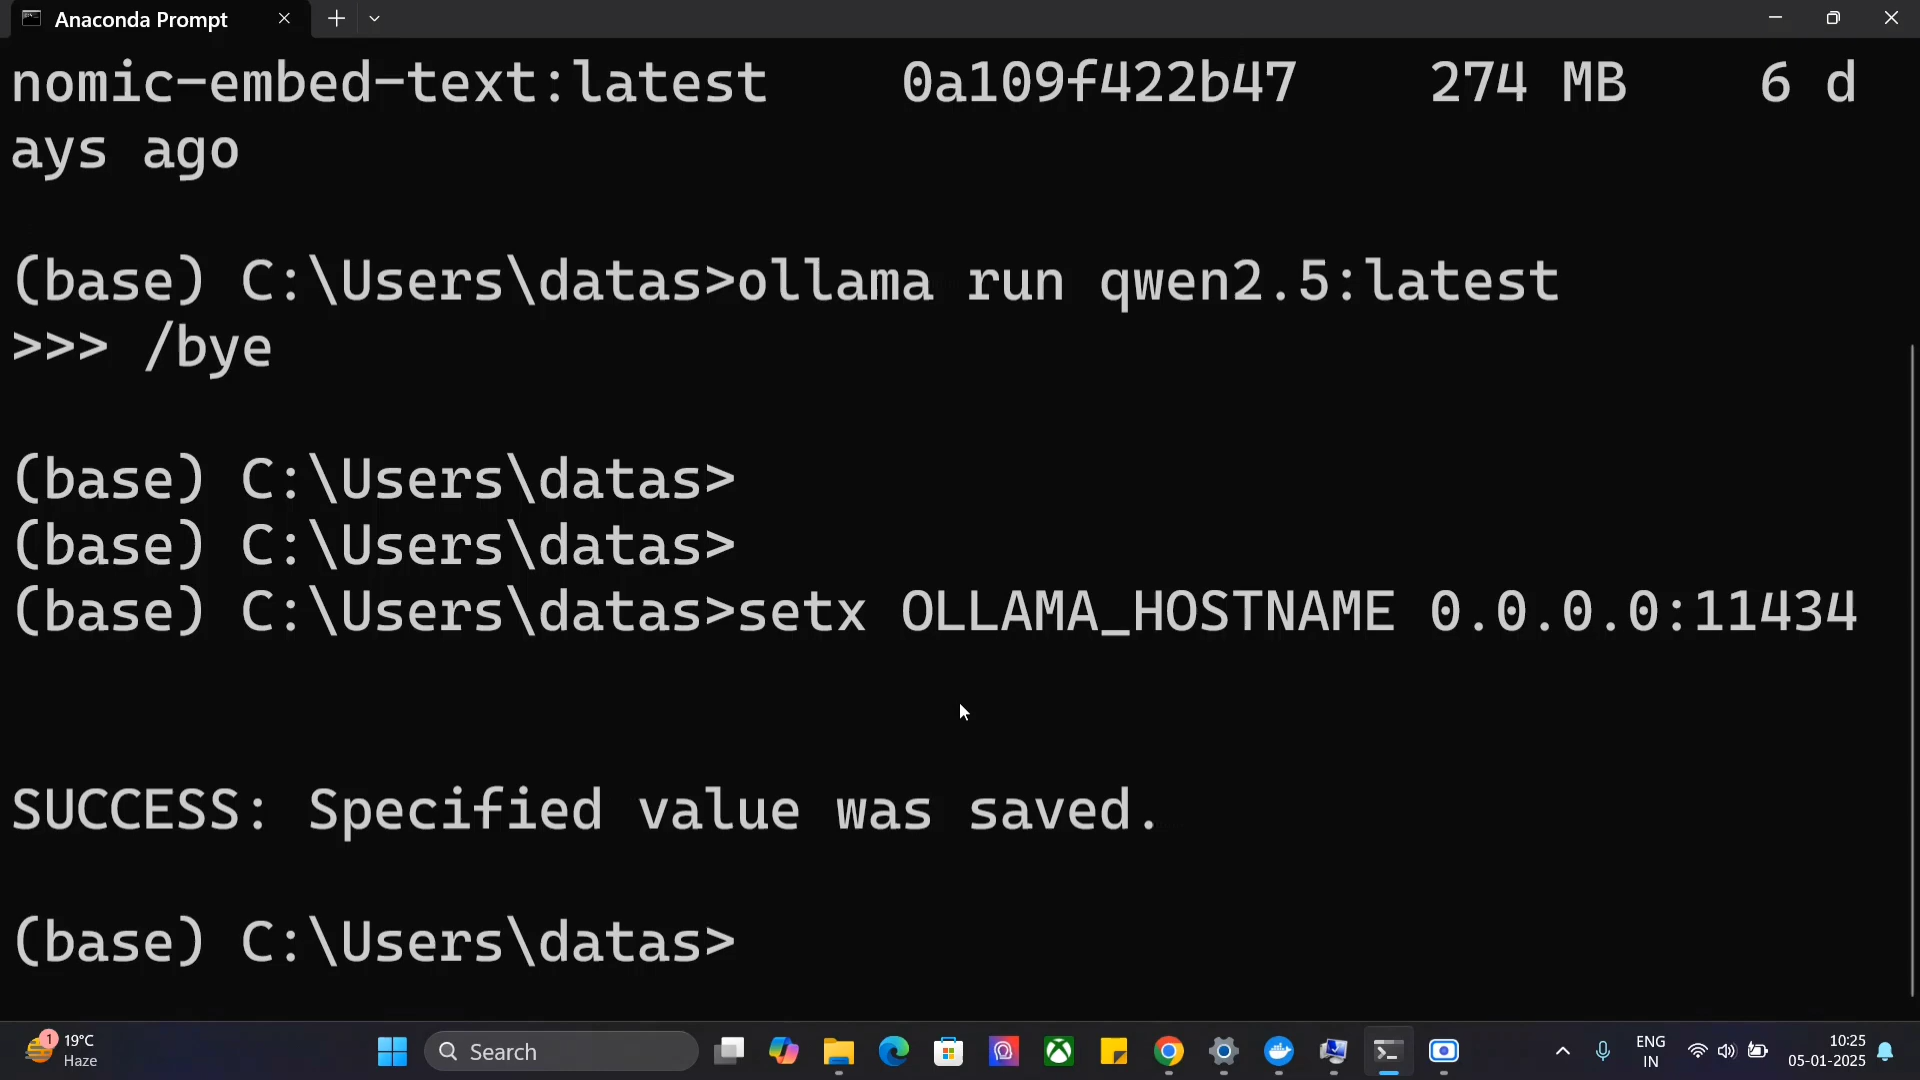 Anaconda Prompt
nomic-embed-text:latest 0a109f422b47 274 MB 6 d
ays ago
(base) C:\Users\datas>ollama run qwen2.5:latest
>>> /bye
(base) C:\Users\datas>
(base) C:\Users\datas>
(base) C:\Users\datas>setx OLLAMA_HOSTNAME 0.0.0.0:11434
SUCCESS: Specified value was saved.
(base) C:\Users\datas>
1 19°C
Haze
Search
ENG
IN
10:25
05-01-2025